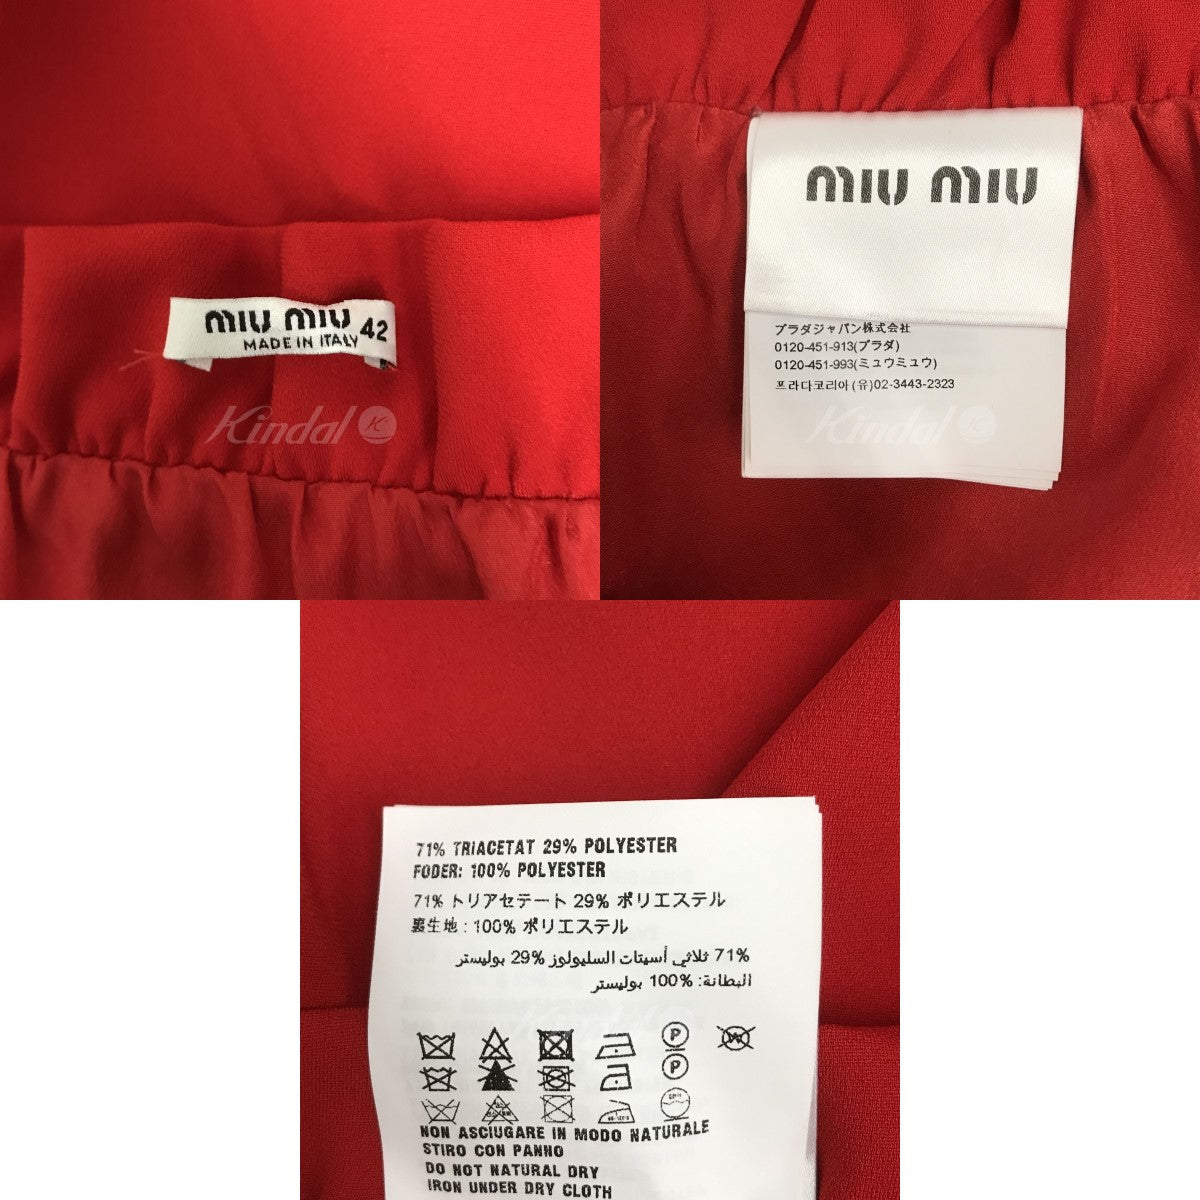 miu miu 42
MADE IN ITALY
Kindal
miu miu
プラダジャパン株式会社
0120-451-913(プラダ)
0120-451-993(ミュウミュウ)
프라다코리아(유)02-3443-2323
Kindal
71% TRIACETAT 29% POLYESTER
FODER: 100% POLYESTER
71% トリアセテート 29% ポリエステル
裏生地 : 100% ポリエステル
71% ثلاثي أسيتات السليولوز 29% بوليستر
البطانة: 100% بوليستر
Kindal
P
P
NON ASCIUGARE IN MODO NATURALE
STIRO CON PANNO
DO NOT NATURAL DRY
IRON UNDER DRY CLOTH